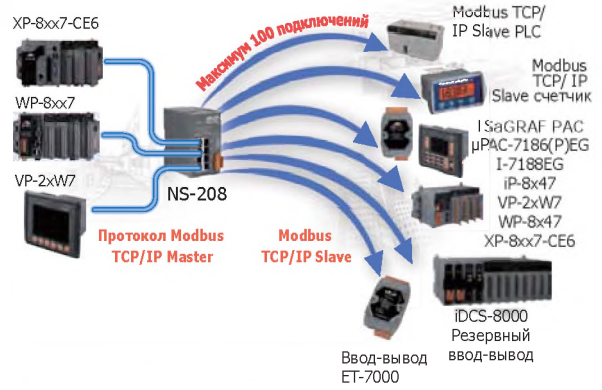 XP-8xx7-CE6
WP-8xx7
VP-2xW7
NS-208
Протокол Modbus
TCP/IP Master
Максимум 100 подключений
Modbus
TCP/IP Slave
Modbus TCP/
IP Slave PLC
Modbus
TCP/ IP
Slave счетчик
ISaGRAF PAC
µPAC-7186(P)EG
I-7188EG
iP-8x47
VP-2xW7
WP-8x47
XP-8xx7-CE6
iDCS-8000
Резервный
ввод-вывод
Ввод-вывод
ET-7000